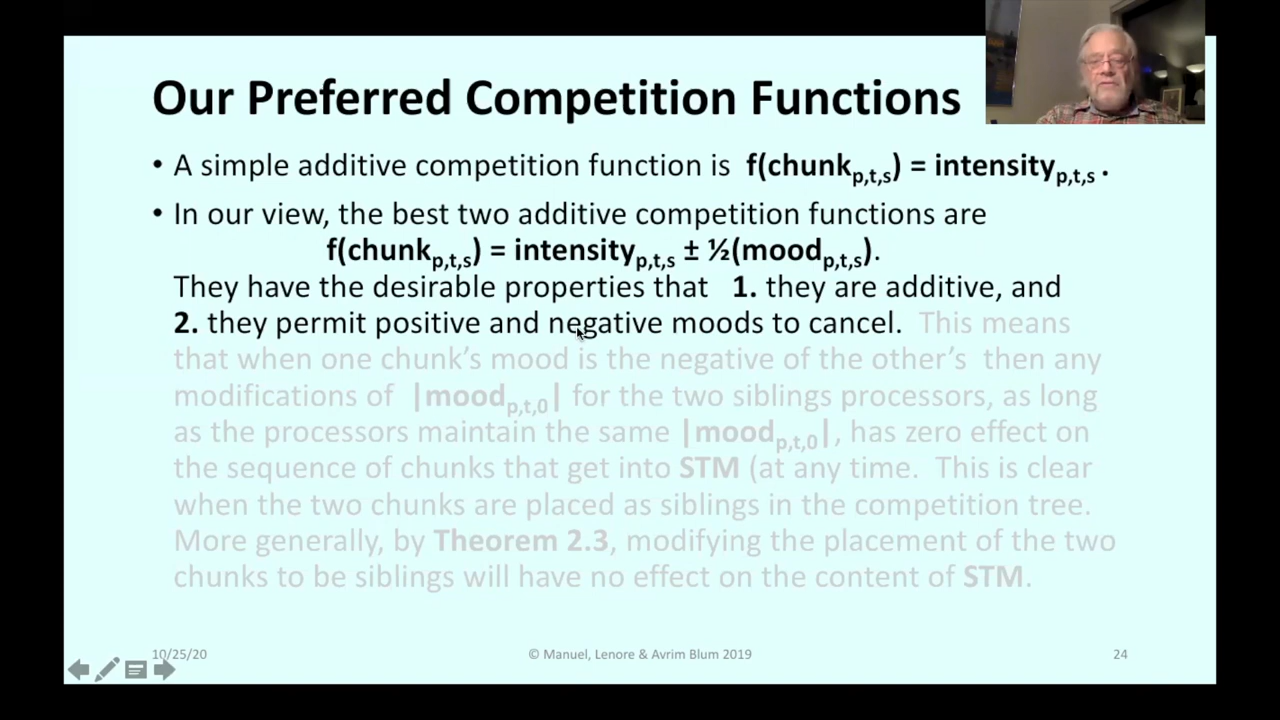 Our Preferred Competition Functions
• A simple additive competition function is f(chunkp,t,s) = intensityp,t,s .
• In our view, the best two additive competition functions are
f(chunkp,t,s) = intensityp,t,s ± ½(moodp,t,s).
They have the desirable properties that 1. they are additive, and
2. they permit positive and negative moods to cancel. This means
that when one chunk's mood is the negative of the other's then any
modifications of |moodp,t,0| for the two siblings processors, as long
as the processors maintain the same |moodp,t,0|, has zero effect on
the sequence of chunks that get into STM (at any time. This is clear
when the two chunks are placed as siblings in the competition tree.
More generally, by Theorem 2.3, modifying the placement of the two
chunks to be siblings will have no effect on the content of STM.
10/25/20
© Manuel, Lenore & Avrim Blum 2019
24